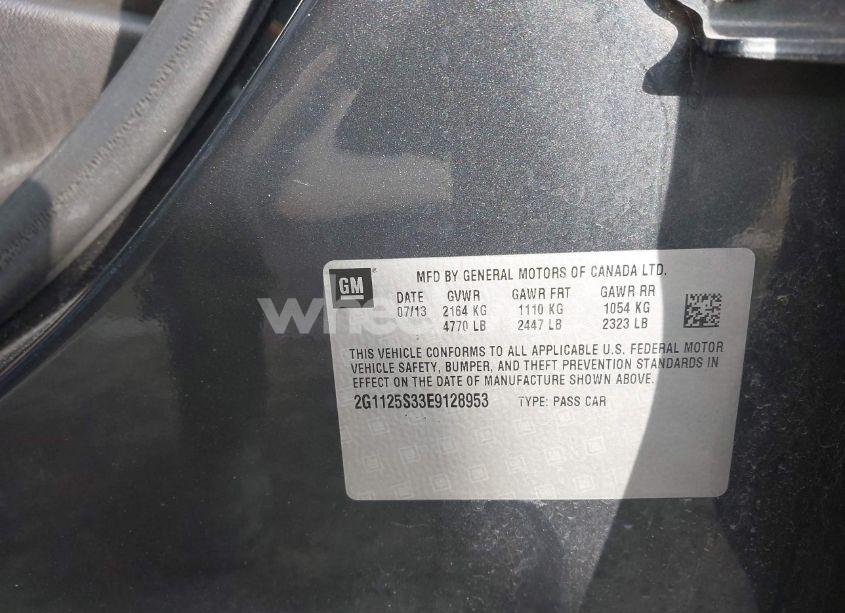 GM
MFD BY GENERAL MOTORS OF CANADA LTD.
DATE GVWR GAWR FRT GAWR RR
07/13 2164 KG 1110 KG 1054 KG
4770 LB 2447 LB 2323 LB
THIS VEHICLE CONFORMS TO ALL APPLICABLE U.S. FEDERAL MOTOR
VEHICLE SAFETY, BUMPER, AND THEFT PREVENTION STANDARDS IN
EFFECT ON THE DATE OF MANUFACTURE SHOWN ABOVE.
2G1125S33E9128953 TYPE: PASS CAR